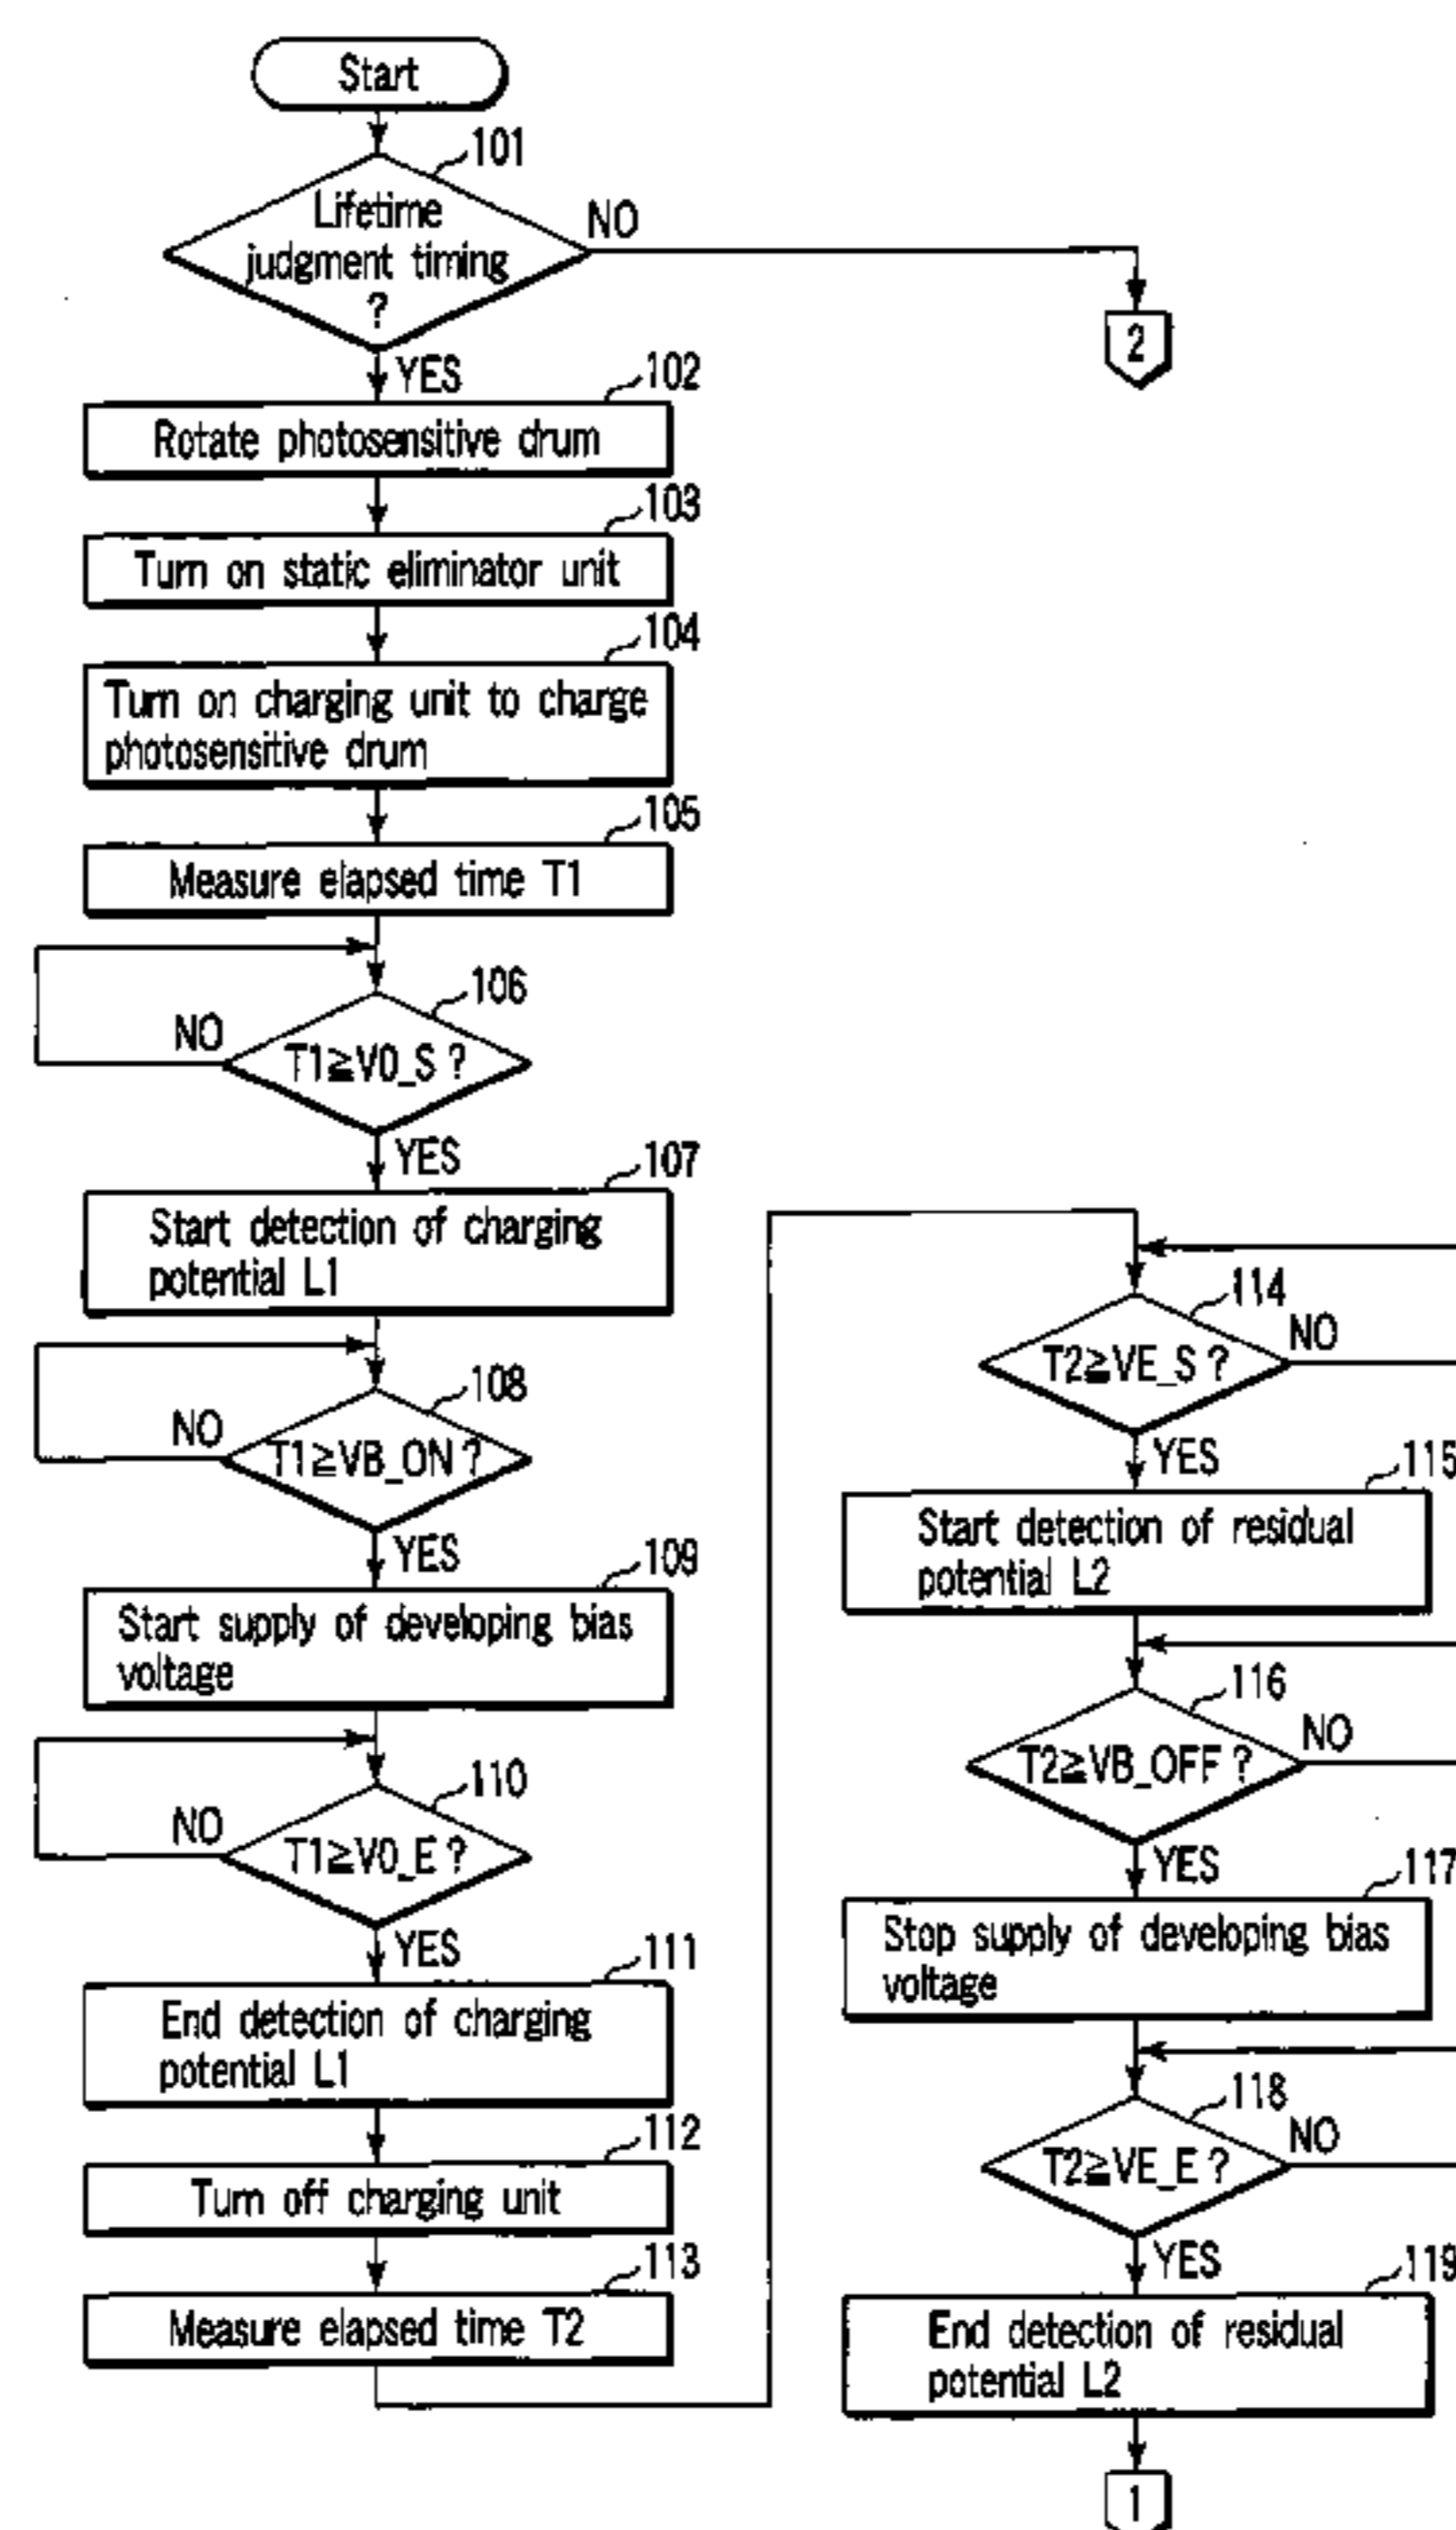 Start
101
Lifetime
judgment timing
?
NO
2
YES
102
Rotate photosensitive drum
103
Turn on static eliminator unit
104
Turn on charging unit to charge
photosensitive drum
105
Measure elapsed time T1
106
NO
T1≧V0_S ?
YES
107
Start detection of charging
potential L1
108
NO
T1≧VB_ON ?
YES
109
Start supply of developing bias
voltage
110
NO
T1≧V0_E ?
YES
111
End detection of charging
potential L1
112
Turn off charging unit
113
Measure elapsed time T2
114
NO
T2≧VE_S ?
YES
115
Start detection of residual
potential L2
116
NO
T2≧VB_OFF ?
YES
117
Stop supply of developing bias
voltage
118
NO
T2≧VE_E ?
YES
119
End detection of residual
potential L2
1